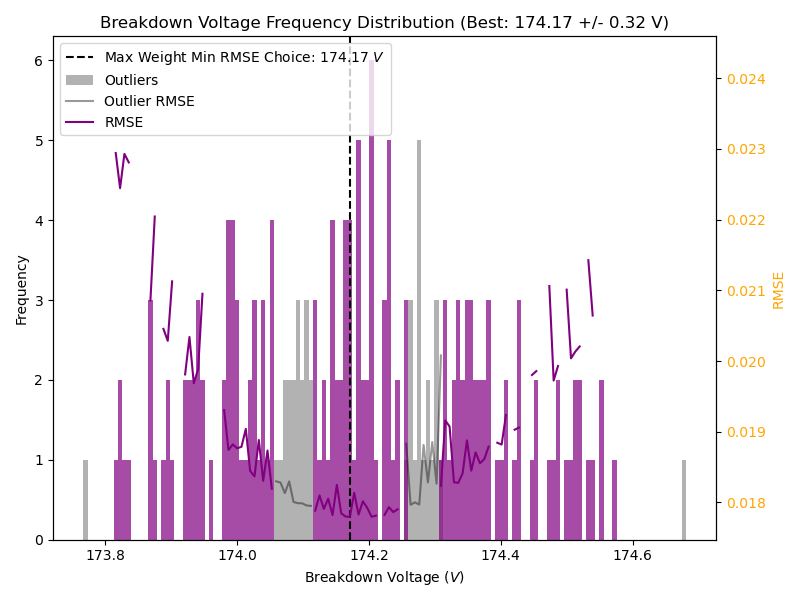 Breakdown Voltage Frequency Distribution (Best: 174.17 +/- 0.32 V)
Max Weight Min RMSE Choice: 174.17 V
Outliers
Outlier RMSE
RMSE
6
5
4
3
2
1
0
Frequency
173.8 174.0 174.2 174.4 174.6
Breakdown Voltage (V)
0.024
0.023
0.022
0.021
0.020
0.019
0.018
RMSE